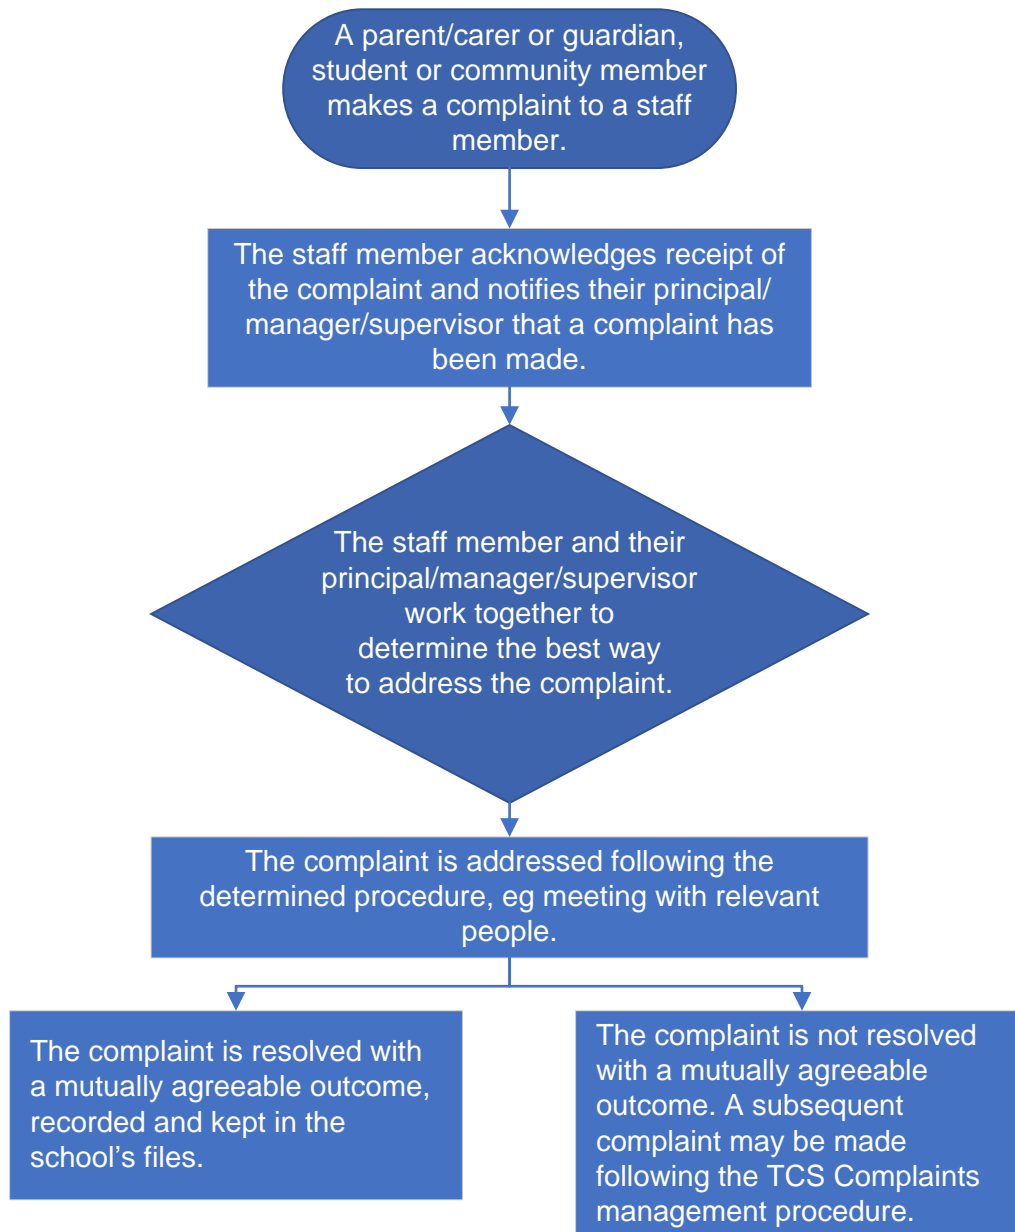 A parent/carer or guardian,
student or community member
makes a complaint to a staff
member.
The staff member acknowledges receipt of
the complaint and notifies their principal/
manager/supervisor that a complaint has
been made.
The staff member and their
principal/manager/supervisor
work together to
determine the best way
to address the complaint.
The complaint is addressed following the
determined procedure, eg meeting with relevant
people.
The complaint is resolved with
a mutually agreeable outcome,
recorded and kept in the
school’s files.
The complaint is not resolved
with a mutually agreeable
outcome. A subsequent
complaint may be made
following the TCS Complaints
management procedure.